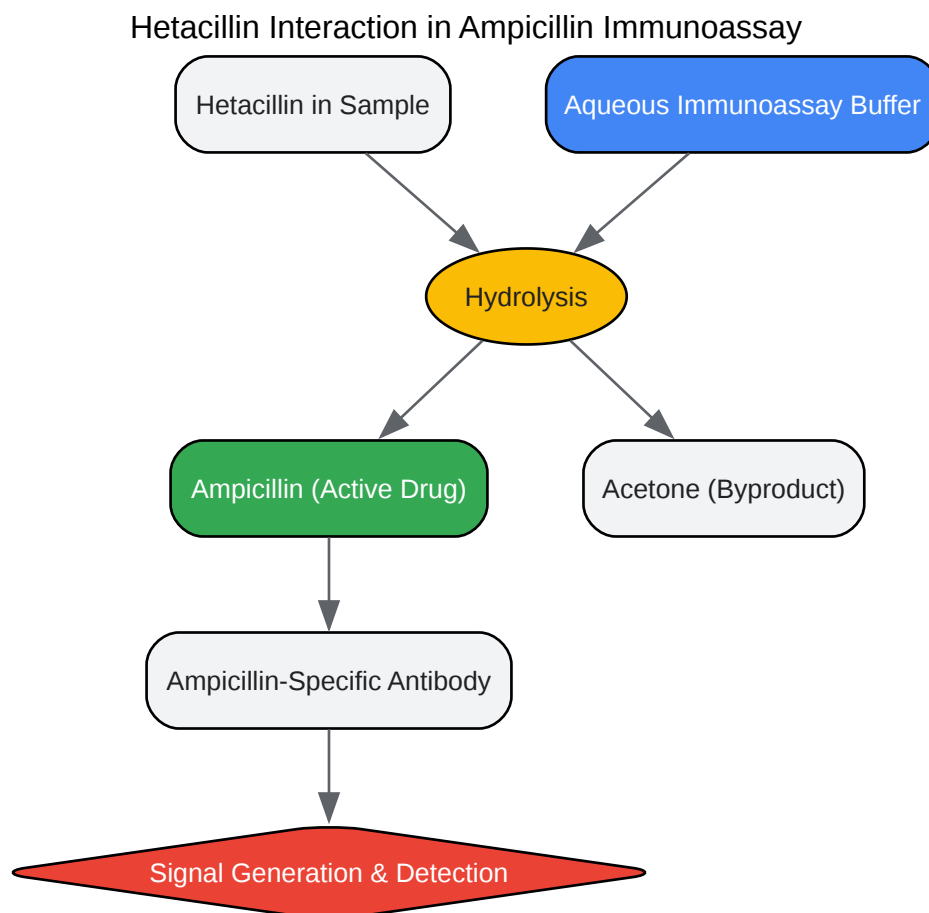 Hetacillin Interaction in Ampicillin Immunoassay
Hetacillin in Sample
Aqueous Immunoassay Buffer
Hydrolysis
Ampicillin (Active Drug)
Acetone (Byproduct)
Ampicillin-Specific Antibody
Signal Generation & Detection